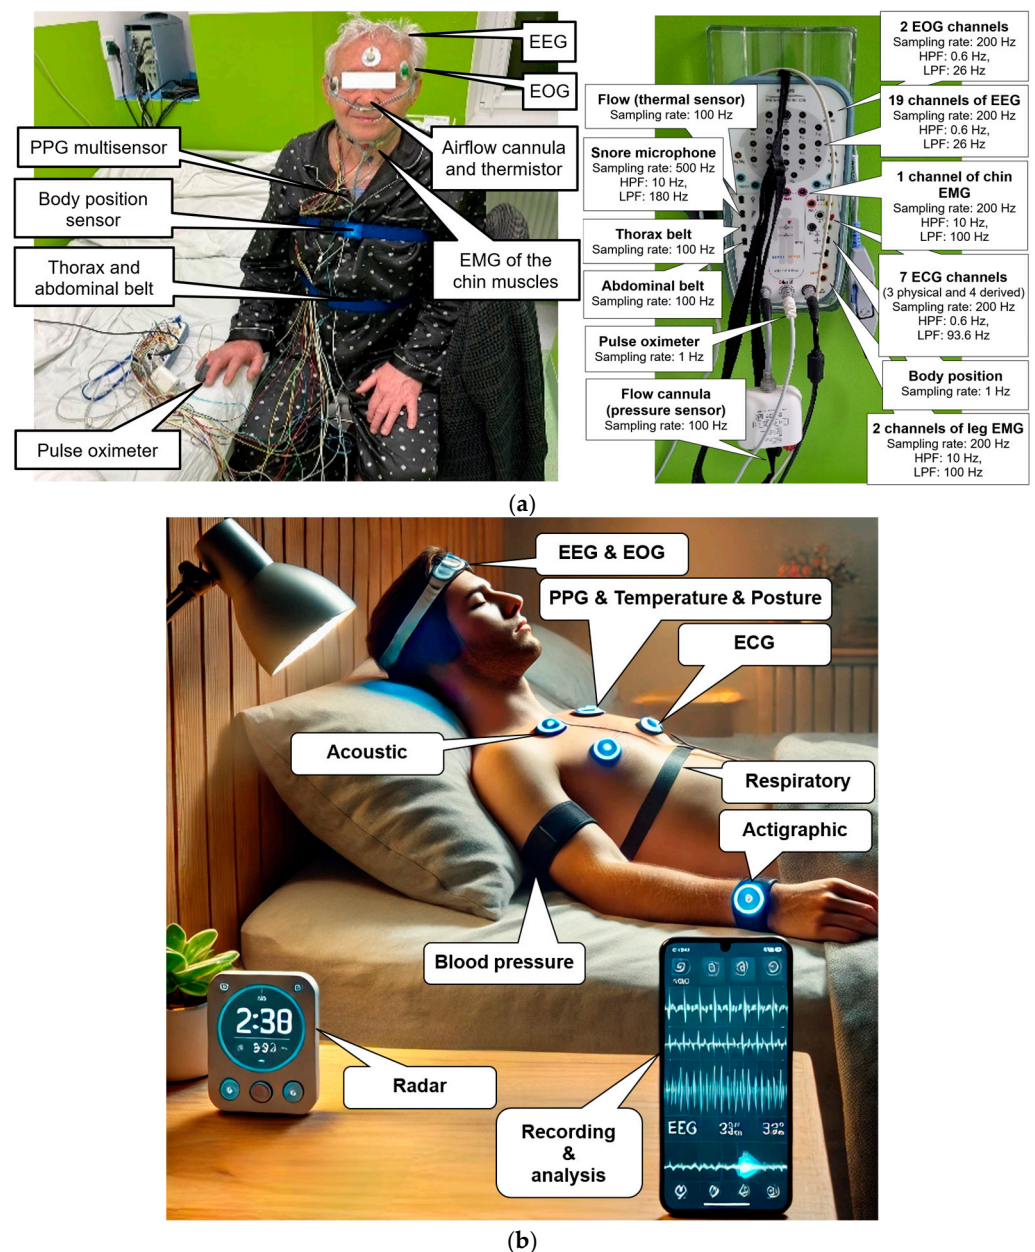 EEG
EOG
PPG multisensor
Airflow cannula
and thermistor
Body position
sensor
Thorax and
abdominal belt
EMG of the
chin muscles
Pulse oximeter
Flow (thermal sensor)
Sampling rate: 100 Hz
Snore microphone
Sampling rate: 500 Hz
HPF: 10 Hz,
LPF: 180 Hz
Thorax belt
Sampling rate: 100 Hz
Abdominal belt
Sampling rate: 100 Hz
Pulse oximeter
Sampling rate: 1 Hz
Flow cannula
(pressure sensor)
Sampling rate: 100 Hz
2 EOG channels
Sampling rate: 200 Hz
HPF: 0.6 Hz,
LPF: 26 Hz
19 channels of EEG
Sampling rate: 200 Hz
HPF: 0.6 Hz,
LPF: 26 Hz
1 channel of chin
EMG
Sampling rate: 200 Hz
HPF: 10 Hz,
LPF: 100 Hz
7 ECG channels
(3 physical and 4 derived)
Sampling rate: 200 Hz
HPF: 0.6 Hz,
LPF: 93.6 Hz
Body position
Sampling rate: 1 Hz
2 channels of leg EMG
Sampling rate: 200 Hz
HPF: 10 Hz,
LPF: 100 Hz
(a)
EEG & EOG
PPG & Temperature & Posture
ECG
Acoustic
Respiratory
Actigraphic
Blood pressure
2:38
Radar
Recording
&
analysis
EEG
(b)